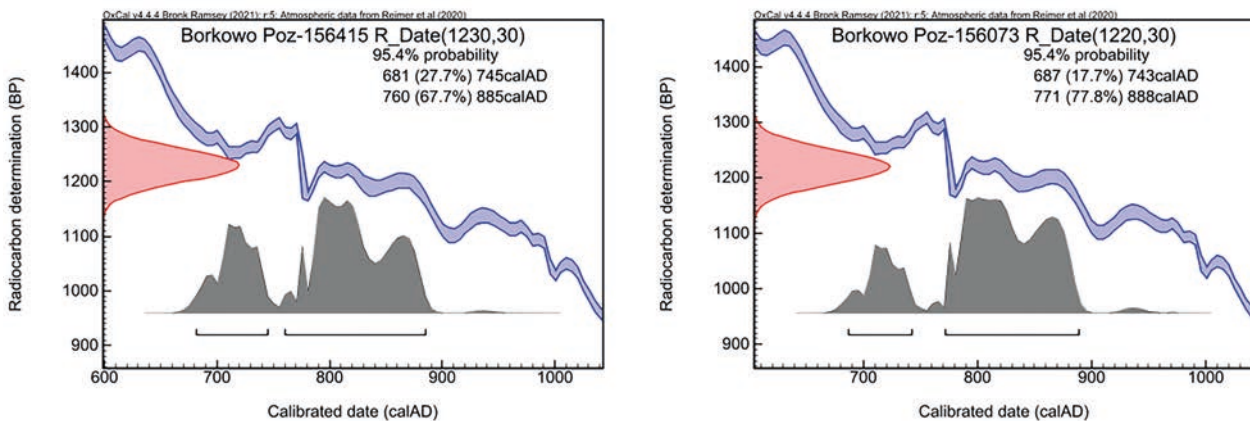 OxCal v4.4.4 Bronk Ramsey (2021); r:5; Atmospheric data from Reimer et al (2020)
Borkowo Poz-156415 R_Date(1230,30)
95.4% probability
681 (27.7%) 745calAD
760 (67.7%) 885calAD
Radiocarbon determination (BP)
1400
1300
1200
1100
1000
900
600 700 800 900 1000
Calibrated date (calAD)
OxCal v4.4.4 Bronk Ramsey (2021); r:5; Atmospheric data from Reimer et al (2020)
Borkowo Poz-156073 R_Date(1220,30)
95.4% probability
687 (17.7%) 743calAD
771 (77.8%) 888calAD
Radiocarbon determination (BP)
1400
1300
1200
1100
1000
900
700 800 900 1000
Calibrated date (calAD)